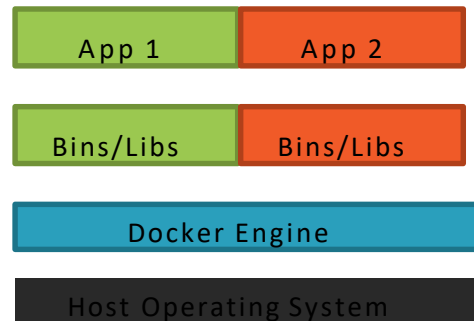 App 1 App 2
Bins/Libs Bins/Libs
Docker Engine
Host Operating System